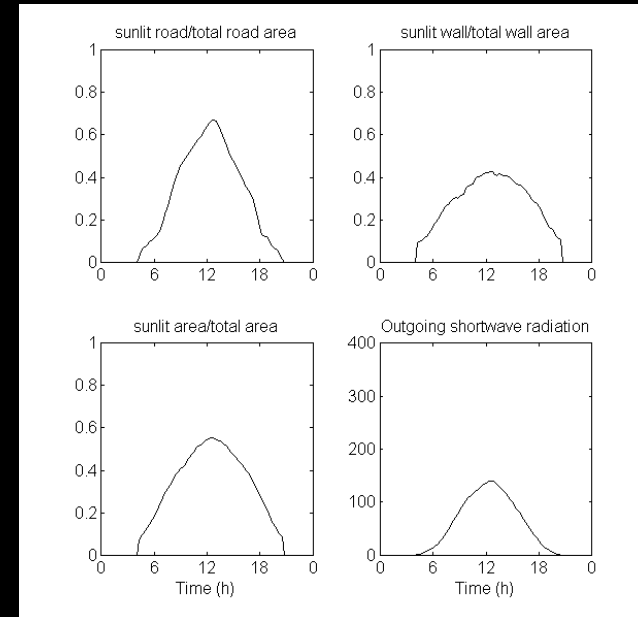 sunlit road/total road area
1
0.8
0.6
0.4
0.2
0
0 6 12 18 0
sunlit wall/total wall area
1
0.8
0.6
0.4
0.2
0
0 6 12 18 0
sunlit area/total area
1
0.8
0.6
0.4
0.2
0
0 6 12 18 0
Time (h)
Outgoing shortwave radiation
400
300
200
100
0
0 6 12 18 0
Time (h)